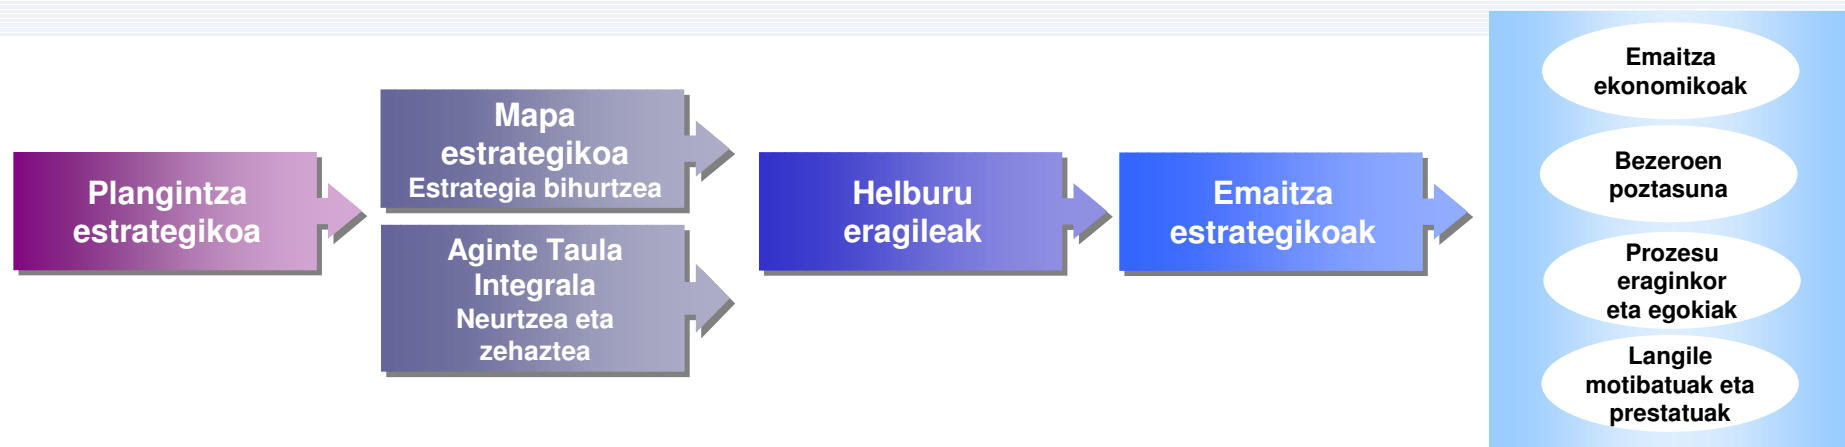 Plangintza
estrategikoa
Mapa
estrategikoa
Estrategia bihurtzea
Aginte Taula
Integrala
Neurtzea eta
zehaztea
Helburu
eragileak
Emaitza
estrategikoak
Emaitza
ekonomikoak
Bezeroen
poztasuna
Prozesu
eraginkor
eta egokiak
Langile
motibatuak eta
prestatuak